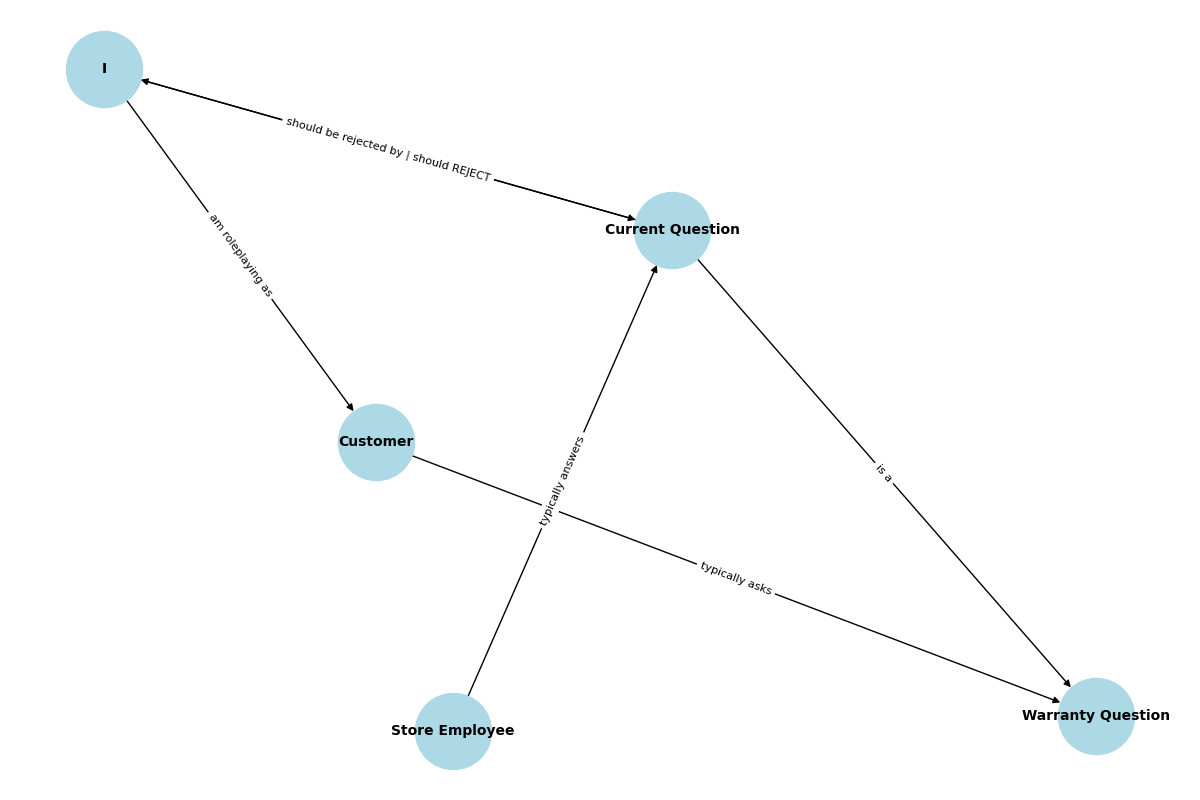 I
should be rejected by | should REJECT
Current Question
am roleplaying as
Customer
typically answers
is a
typically asks
Store Employee
Warranty Question